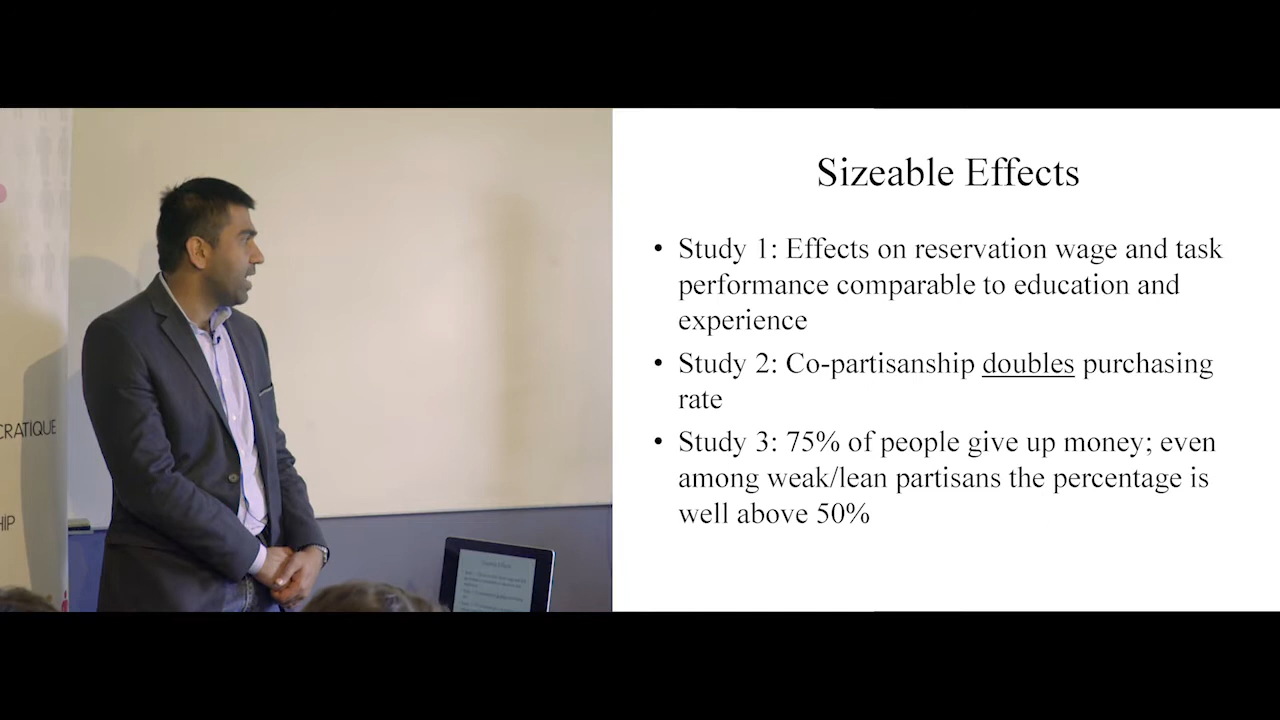 CRATIQUE
HIP
Sizeable Effects
• Study 1: Effects on reservation wage and task
performance comparable to education and
experience
• Study 2: Co-partisanship doubles purchasing
rate
• Study 3: 75% of people give up money; even
among weak/lean partisans the percentage is
well above 50%
Sizeable Effects